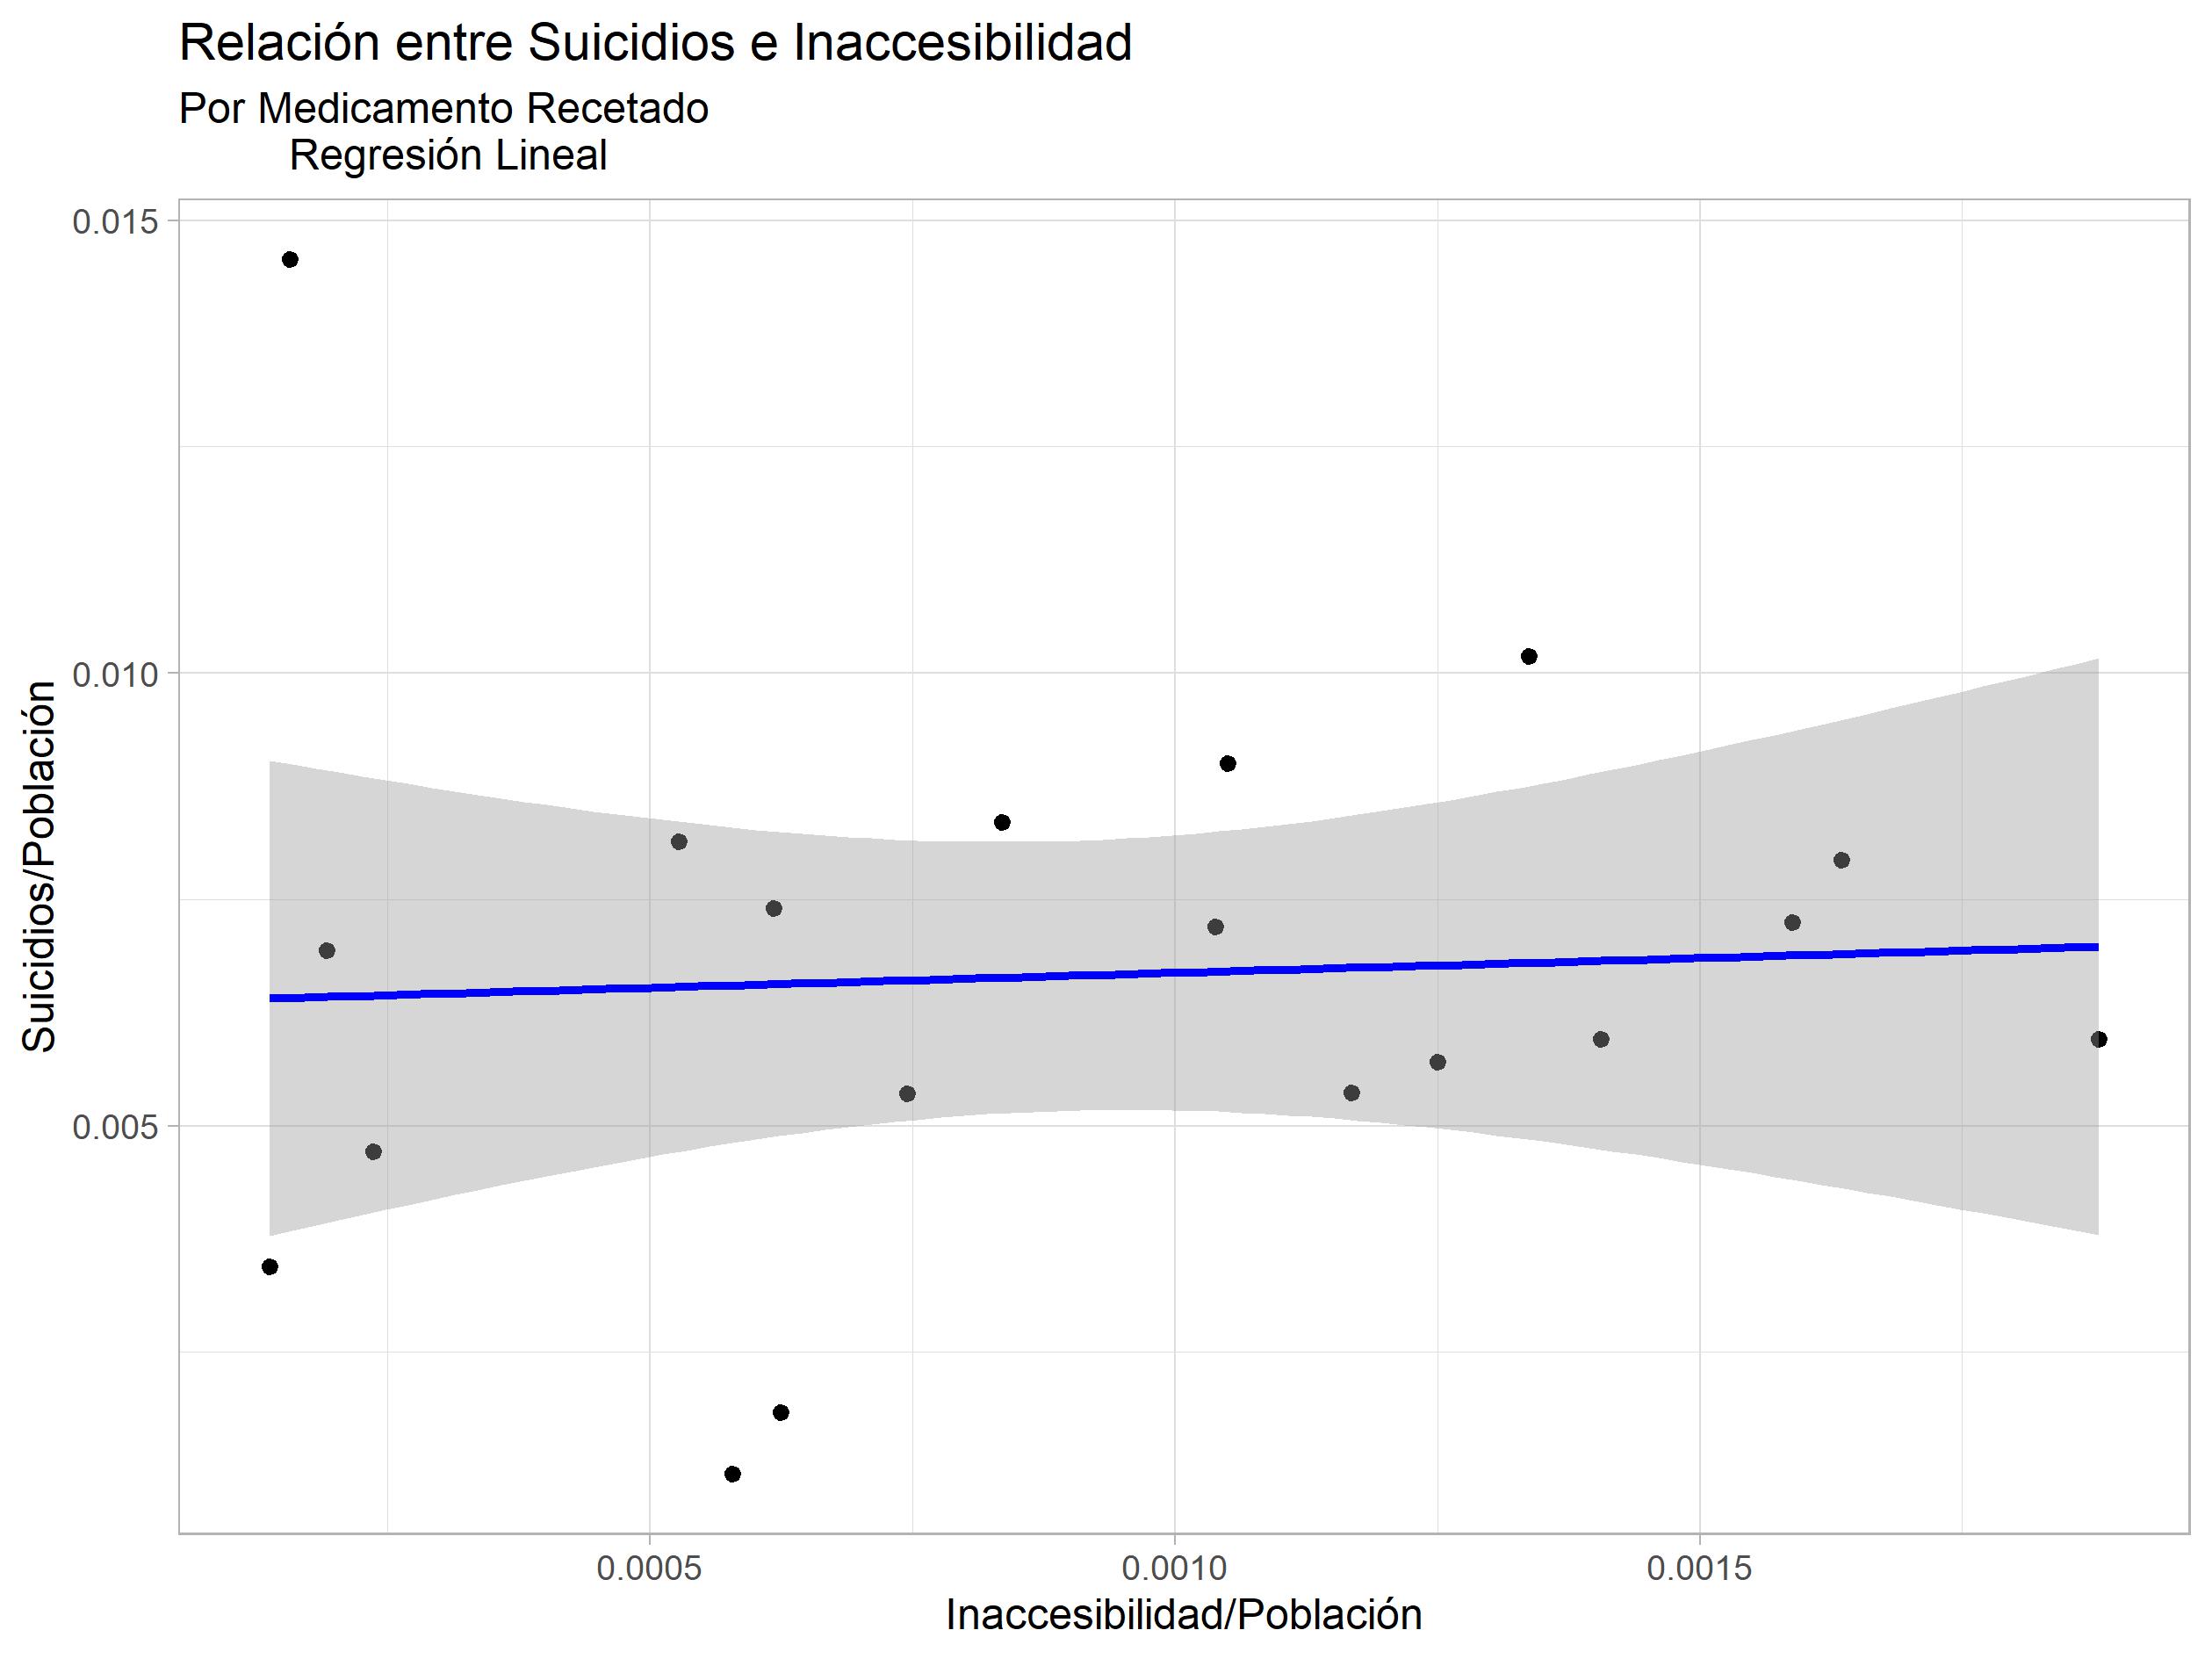 Relación entre Suicidios e Inaccesibilidad
Por Medicamento Recetado
Regresión Lineal
0.015
0.010
0.005
Suicidios/Población
0.0005
0.0010
0.0015
Inaccesibilidad/Población